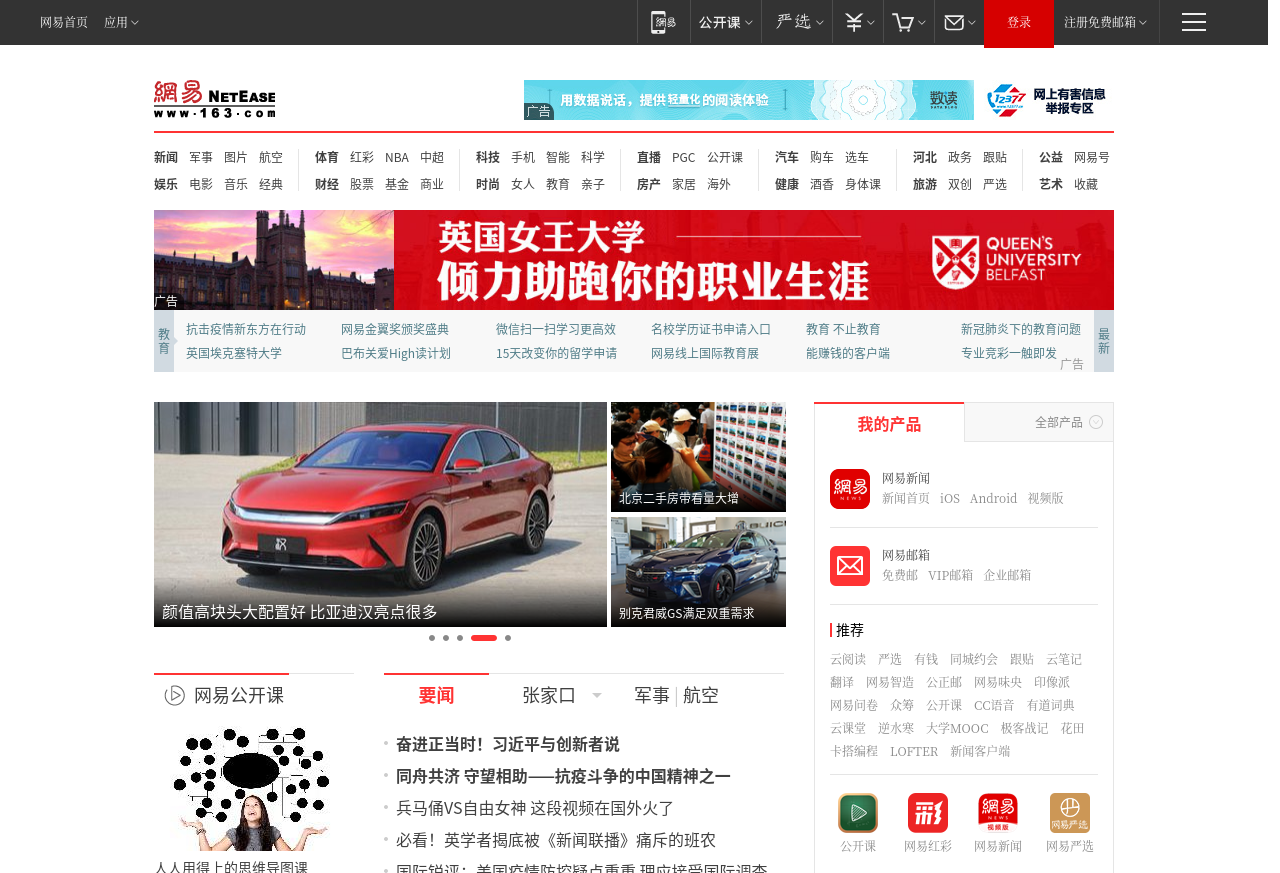 网易首页 应用 網易 公开课 严选 登录 注册免费邮箱
網易 NETEASE
www.163.com
用数据说话，提供轻量化的阅读体验 数读
广告
12377 网上有害信息
举报专区
新闻 军事 图片 航空 体育 红彩 NBA 中超 科技 手机 智能 科学 直播 PGC 公开课 汽车 购车 选车 河北 政务 跟贴 公益 网易号
娱乐 电影 音乐 经典 财经 股票 基金 商业 时尚 女人 教育 亲子 房产 家居 海外 健康 酒香 身体课 旅游 双创 严选 艺术 收藏
英国女王大学
倾力助跑你的职业生涯
QUEEN'S
UNIVERSITY
BELFAST
广告
教育
抗击疫情新东方在行动 网易金翼奖颁奖盛典 微信扫一扫学习更高效 名校学历证书申请入口 教育 不止教育 新冠肺炎下的教育问题
英国埃克塞特大学 巴布关爱High读计划 15天改变你的留学申请 网易线上国际教育展 能赚钱的客户端 专业竞彩一触即发
最新
广告
颜值高块头大配置好 比亚迪汉亮点很多
北京二手房带看量大增
BUICK
别克君威GS满足双重需求
我的产品 全部产品
網易
NEWS
网易新闻
新闻首页 iOS Android 视频版
网易邮箱
免费邮 VIP邮箱 企业邮箱
推荐
云阅读 严选 有钱 同城约会 跟贴 云笔记
翻译 网易智造 公正邮 网易味央 印像派
网易问卷 众筹 公开课 CC语音 有道词典
云课堂 逆水寒 大学MOOC 极客战记 花田
卡搭编程 LOFTER 新闻客户端
彩 網易 NEWS 视频版 网易严选
公开课 网易红彩 网易新闻 网易严选
网易公开课
人人用得上的思维导图课
要闻 张家口 军事 航空
奋进正当时！习近平与创新者说
同舟共济 守望相助——抗疫斗争的中国精神之一
兵马俑VS自由女神 这段视频在国外火了
必看！英学者揭底被《新闻联播》痛斥的班农
国际锐评：美国疫情防控疑点重重 理应接受国际调查